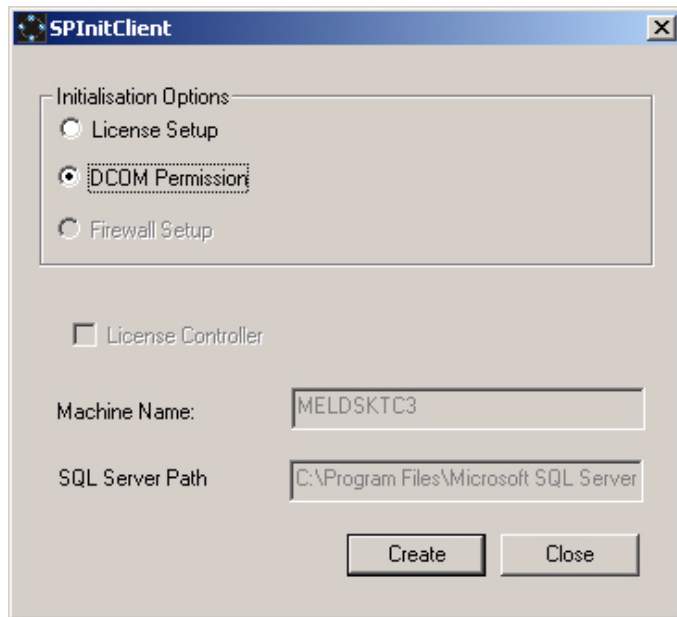 SPInitClient
Initialisation Options
License Setup
DCOM Permission
Firewall Setup
License Controller
Machine Name: MELDSKTC3
SQL Server Path C:\Program Files\Microsoft SQL Server
Create Close